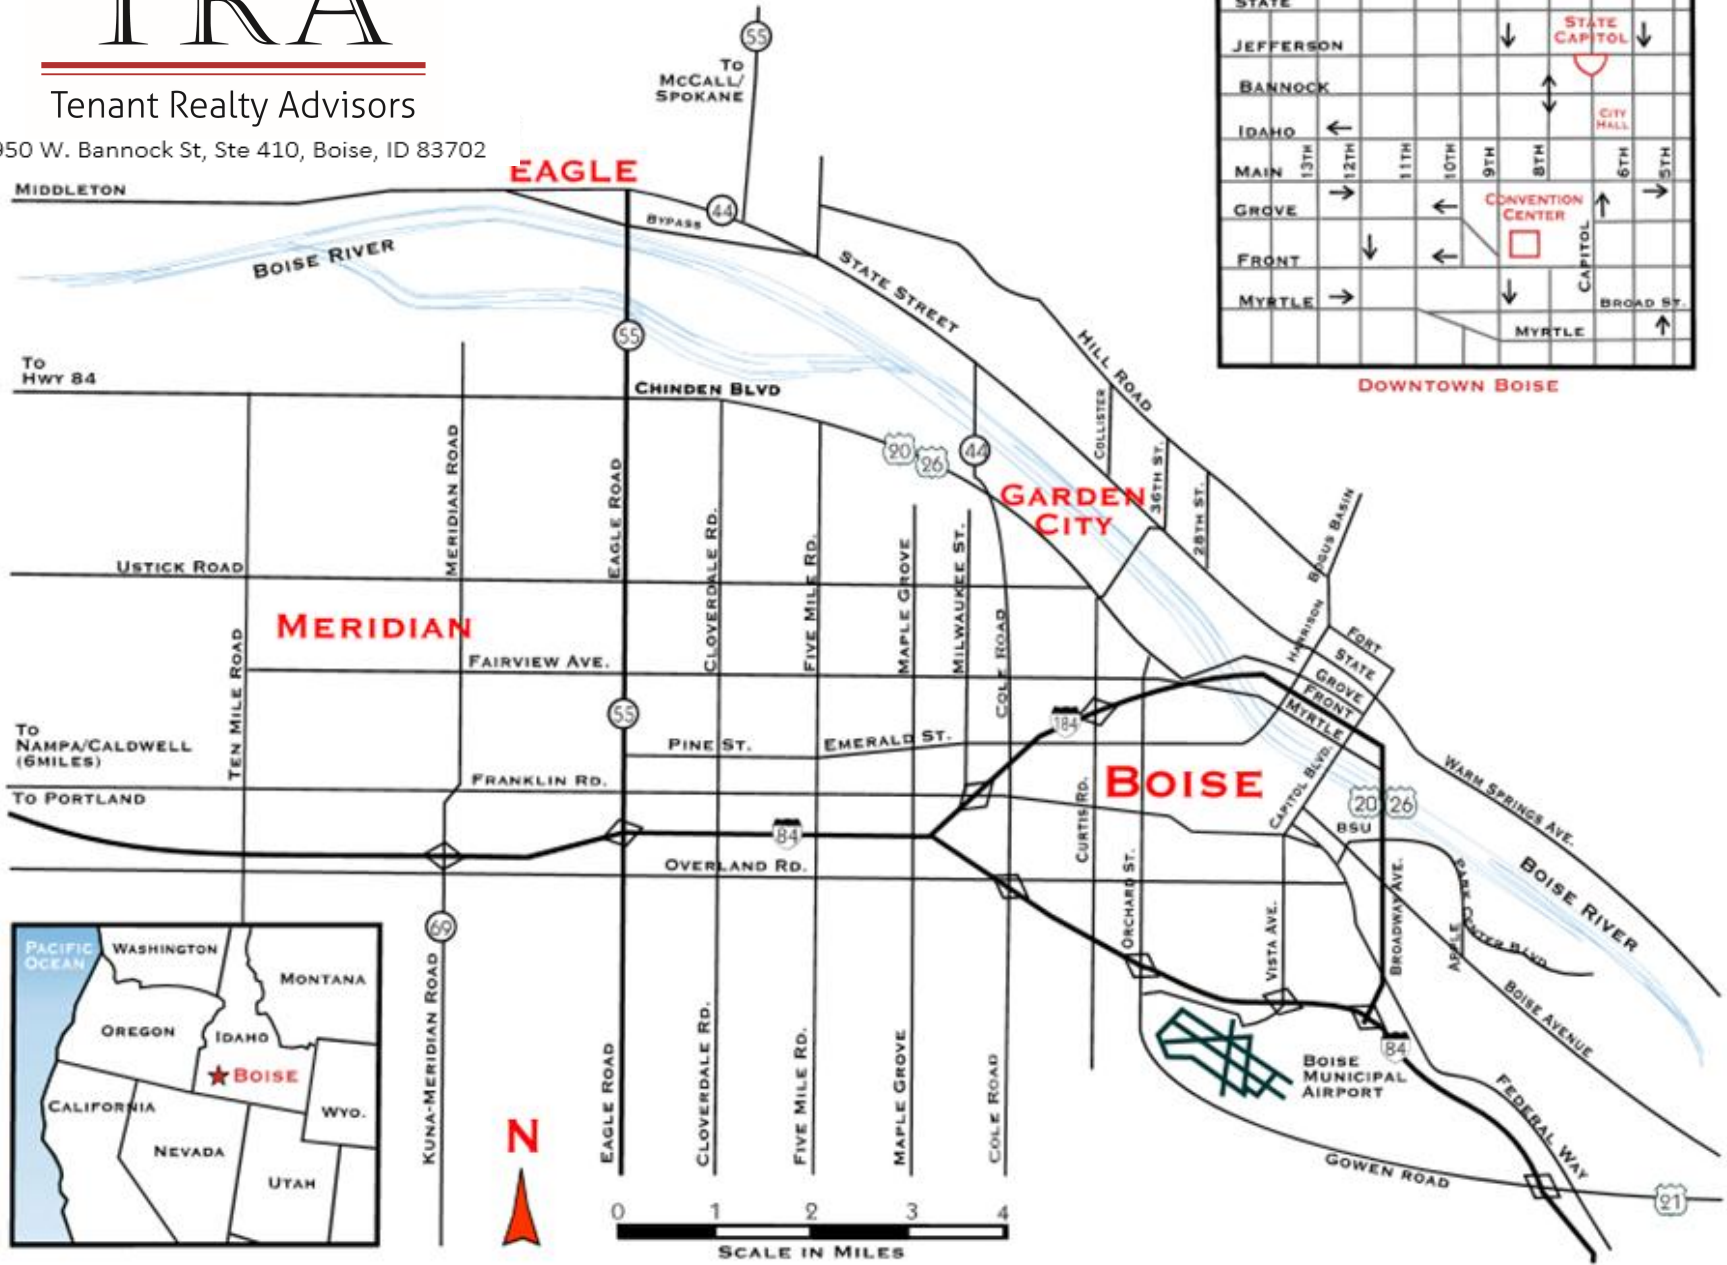 TRA
Tenant Realty Advisors
950 W. Bannock St, Ste 410, Boise, ID 83702
55
TO
MCCALL/
SPOKANE
EAGLE
MIDDLETON
BYPASS
44
BOISE RIVER
STATE STREET
HILL ROAD
55
TO
HWY 84
CHINDEN BLVD
20
26
44
COLLISTER
36TH ST.
28TH ST.
GARDEN
CITY
BOGUS BASIN
HARRISON
MERIDIAN ROAD
EAGLE ROAD
CLOVERDALE RD.
FIVE MILE RD.
MAPLE GROVE
MILWAUKEE ST.
COLE ROAD
USTICK ROAD
MERIDIAN
TEN MILE ROAD
FAIRVIEW AVE.
FORT
STATE
GROVE
FRONT
MYRTLE
55
184
TO
NAMPA/CALDWELL
(6MILES)
PINE ST.
EMERALD ST.
FRANKLIN RD.
BOISE
CURTIS RD.
CAPITOL BLVD.
20
26
WARM SPRINGS AVE.
TO PORTLAND
84
BSU
OVERLAND RD.
ORCHARD ST.
VISTA AVE.
BROADWAY AVE.
APPLE
PARK CENTER BLVD
BOISE RIVER
BOISE AVENUE
69
KUNA-MERIDIAN ROAD
EAGLE ROAD
CLOVERDALE RD.
FIVE MILE RD.
MAPLE GROVE
COLE ROAD
BOISE
MUNICIPAL
AIRPORT
84
FEDERAL WAY
GOWEN ROAD
21
N
0 1 2 3 4
SCALE IN MILES
PACIFIC
OCEAN
WASHINGTON
MONTANA
OREGON
IDAHO
BOISE
CALIFORNIA
WYO.
NEVADA
UTAH
STATE
JEFFERSON
STATE
CAPITOL
BANNOCK
IDAHO
CITY
HALL
MAIN
13TH
12TH
11TH
10TH
9TH
8TH
6TH
5TH
GROVE
CONVENTION
CENTER
CAPITOL
FRONT
MYRTLE
BROAD ST.
MYRTLE
DOWNTOWN BOISE